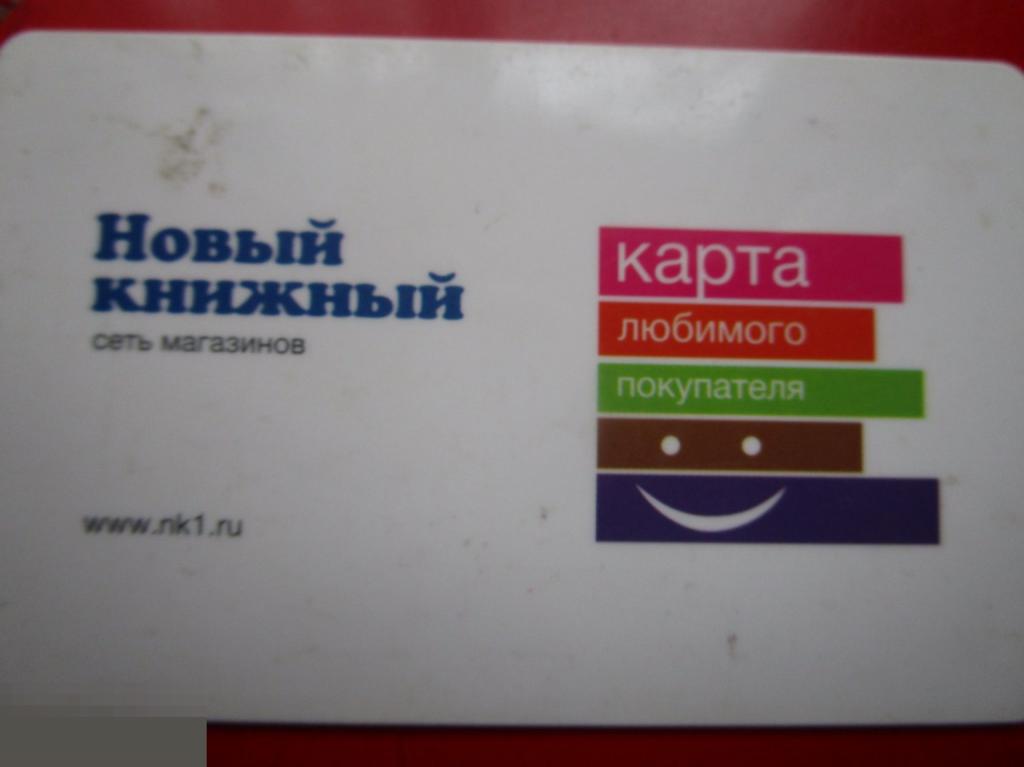 Новый
книжный
сеть магазинов
www.nk1.ru
карта
любимого
покупателя